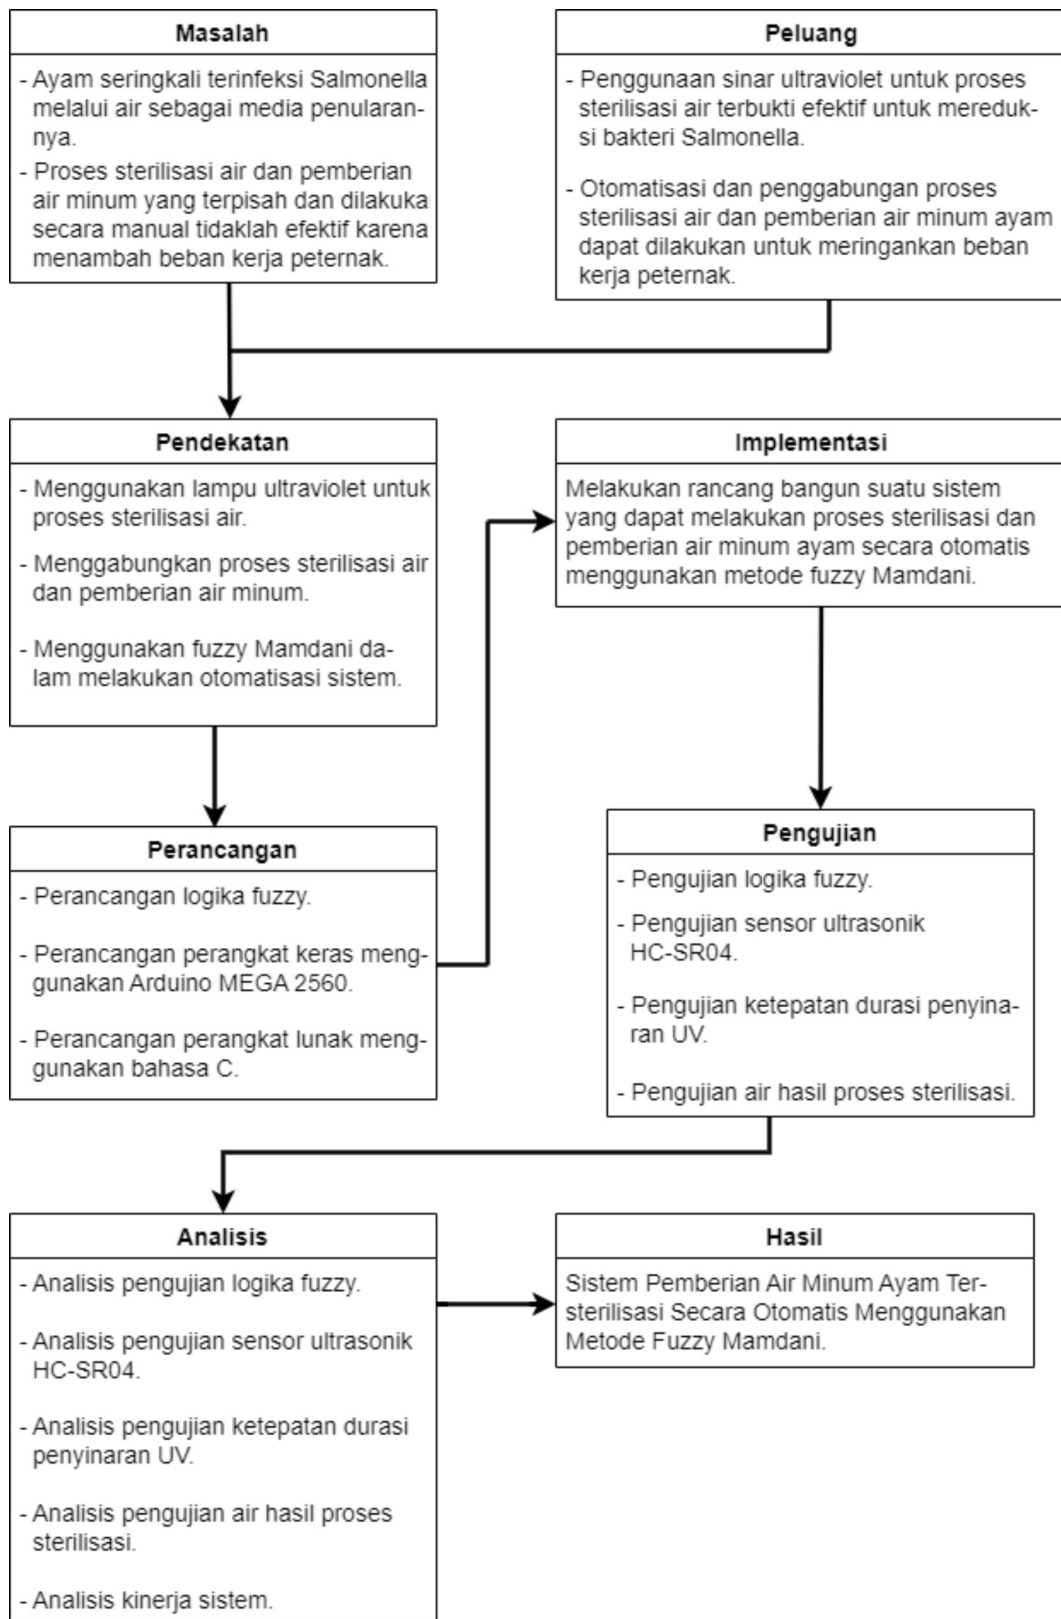 Masalah
- Ayam seringkali terinfeksi Salmonella
melalui air sebagai media penularan-
nya.
- Proses sterilisasi air dan pemberian
air minum yang terpisah dan dilakuka
secara manual tidaklah efektif karena
menambah beban kerja peternak.
Peluang
- Penggunaan sinar ultraviolet untuk proses
sterilisasi air terbukti efektif untuk mereduk-
si bakteri Salmonella.
- Otomatisasi dan penggabungan proses
sterilisasi air dan pemberian air minum ayam
dapat dilakukan untuk meringankan beban
kerja peternak.
Pendekatan
- Menggunakan lampu ultraviolet untuk
proses sterilisasi air.
- Menggabungkan proses sterilisasi air
dan pemberian air minum.
- Menggunakan fuzzy Mamdani da-
lam melakukan otomatisasi sistem.
Perancangan
- Perancangan logika fuzzy.
- Perancangan perangkat keras meng-
gunakan Arduino MEGA 2560.
- Perancangan perangkat lunak meng-
gunakan bahasa C.
Implementasi
Melakukan rancang bangun suatu sistem
yang dapat melakukan proses sterilisasi dan
pemberian air minum ayam secara otomatis
menggunakan metode fuzzy Mamdani.
Pengujian
- Pengujian logika fuzzy.
- Pengujian sensor ultrasonik
HC-SR04.
- Pengujian ketepatan durasi penyina-
ran UV.
- Pengujian air hasil proses sterilisasi.
Analisis
- Analisis pengujian logika fuzzy.
- Analisis pengujian sensor ultrasonik
HC-SR04.
- Analisis pengujian ketepatan durasi
penyinaran UV.
- Analisis pengujian air hasil proses
sterilisasi.
- Analisis kinerja sistem.
Hasil
Sistem Pemberian Air Minum Ayam Ter-
sterilisasi Secara Otomatis Menggunakan
Metode Fuzzy Mamdani.